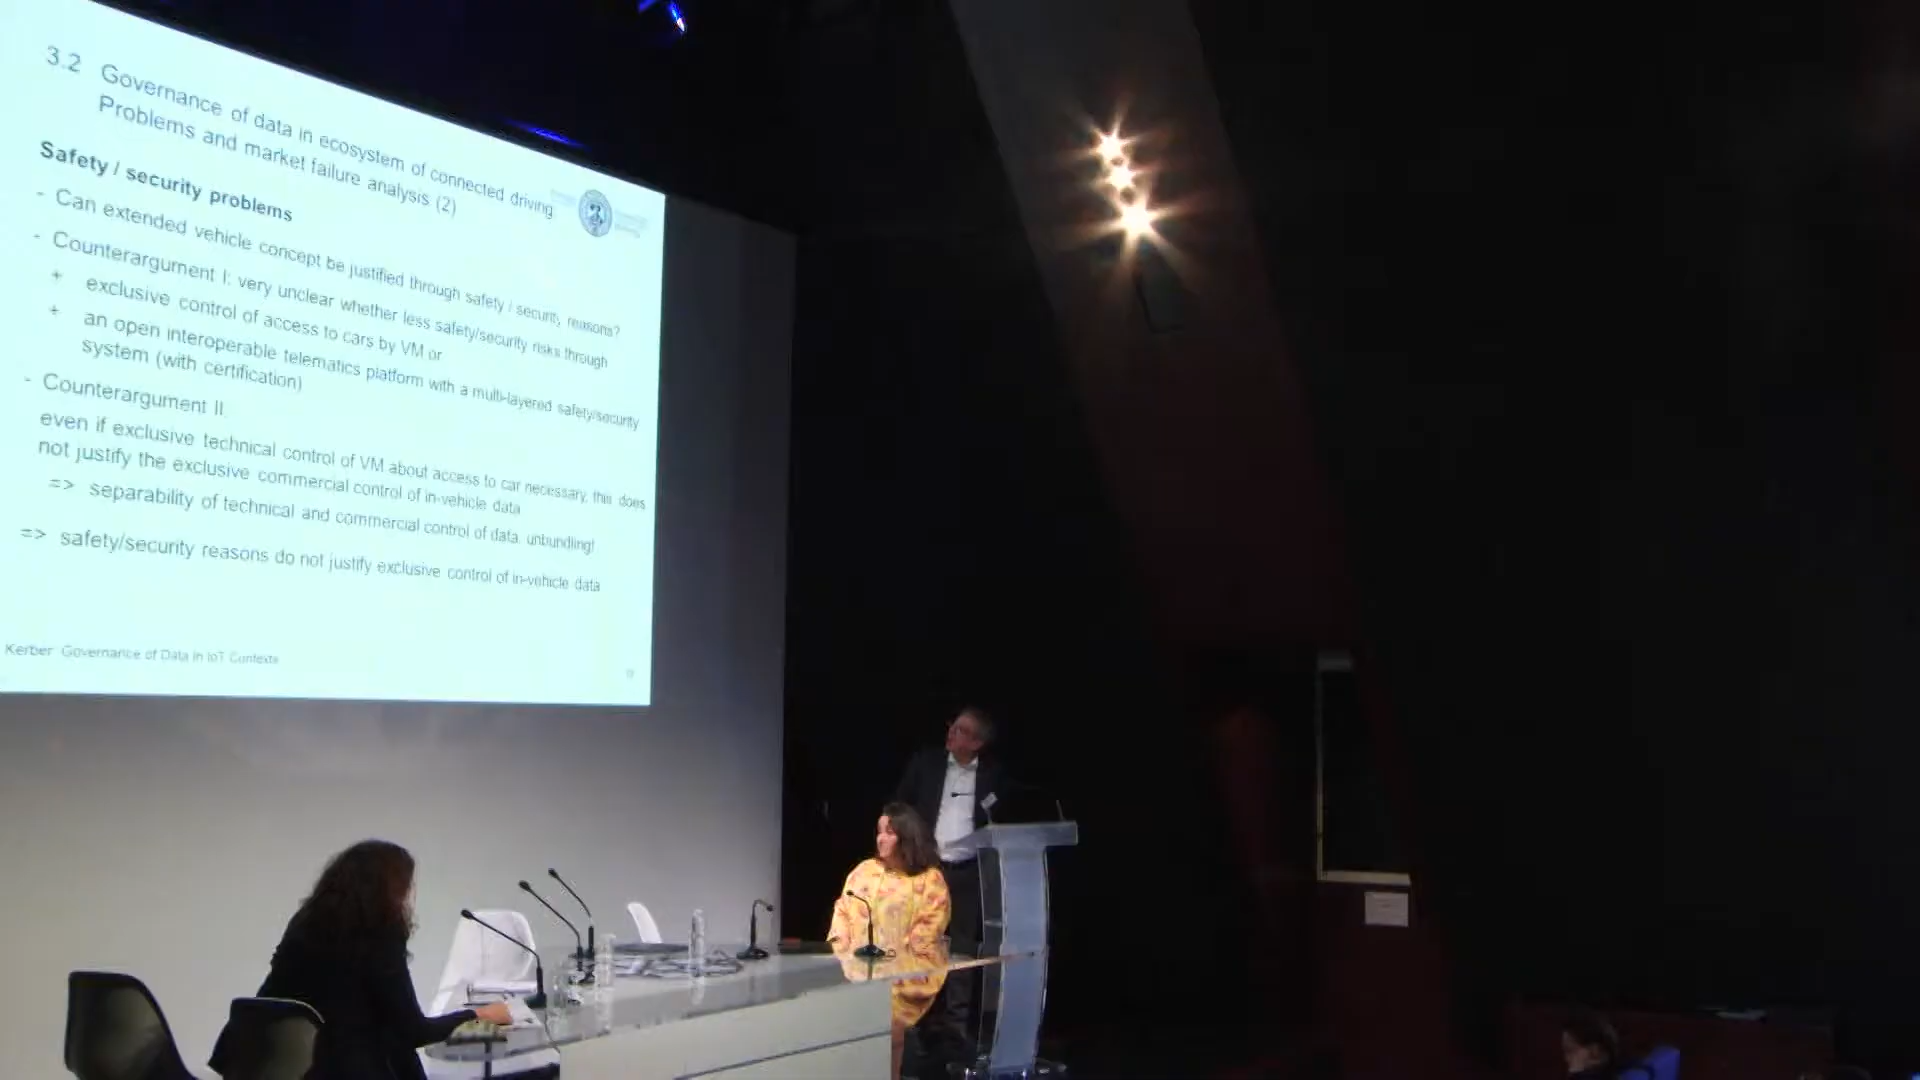 3.2 Governance of data in ecosystem of connected driving:
Problems and market failure analysis (2)
Safety / security problems
- Can extended vehicle concept be justified through safety / security reasons?
- Counterargument I: very unclear whether less safety/security risks through
+ exclusive control of access to cars by VM or
+ an open interoperable telematics platform with a multi-layered safety/security
system (with certification)
- Counterargument II:
even if exclusive technical control of VM about access to car necessary, this does
not justify the exclusive commercial control of in-vehicle data
=> separability of technical and commercial control of data, unbundling!
=> safety/security reasons do not justify exclusive control of in-vehicle data
Kerber Governance of Data in IoT Contexts